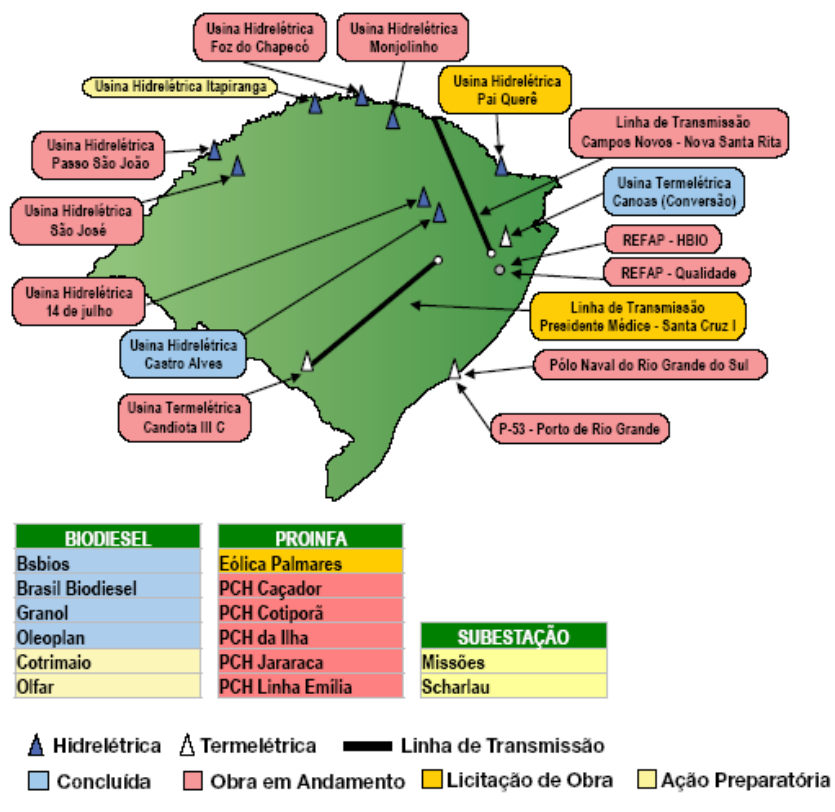 Usina Hidrelétrica
Foz do Chapecó
Usina Hidrelétrica
Monjolinho
Usina Hidrelétrica Itapiranga
Usina Hidrelétrica
Pai Querê
Linha de Transmissão
Campos Novos - Nova Santa Rita
Usina Hidrelétrica
Passo São João
Usina Termelétrica
Canoas (Conversão)
Usina Hidrelétrica
São José
REFAP - HBIO
REFAP - Qualidade
Usina Hidrelétrica
14 de julho
Linha de Transmissão
Presidente Médice - Santa Cruz I
Usina Hidrelétrica
Castro Alves
Pólo Naval do Rio Grande do Sul
Usina Termelétrica
Candiota III C
P-53 - Porto de Rio Grande
BIODIESEL
Bsbios
Brasil Biodiesel
Granol
Oleoplan
Cotrimaio
Olfar
PROINFA
Eólica Palmares
PCH Caçador
PCH Cotiporã
PCH da Ilha
PCH Jararaca
PCH Linha Emília
SUBESTAÇÃO
Missões
Scharlau
Hidrelétrica Termelétrica Linha de Transmissão
Concluída Obra em Andamento Licitação de Obra Ação Preparatória